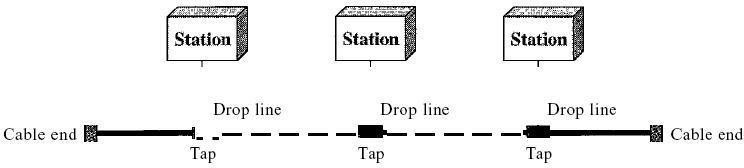 Station Station Station
Drop line Drop line Drop line
Cable end Cable end
Tap Tap Tap